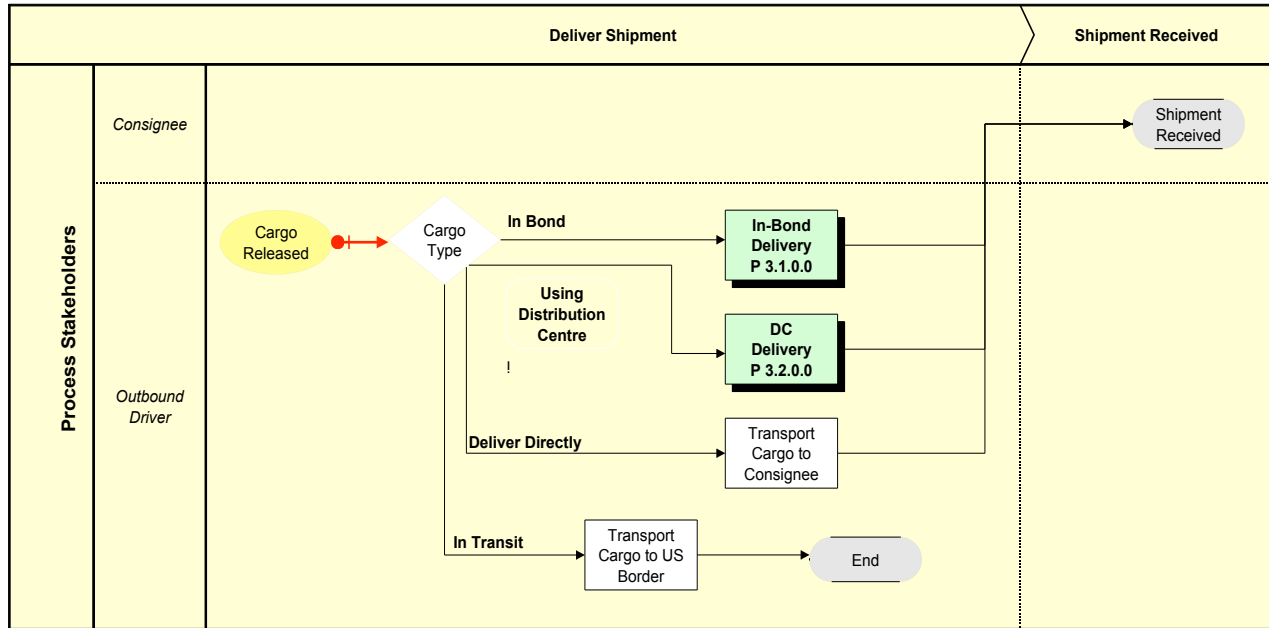 Deliver Shipment
Shipment Received
Process Stakeholders
Consignee
Shipment
Received
Outbound
Driver
Cargo
Released
Cargo
Type
In Bond
In-Bond
Delivery
P 3.1.0.0
Using
Distribution
Centre
!
DC
Delivery
P 3.2.0.0
Deliver Directly
Transport
Cargo to
Consignee
In Transit
Transport
Cargo to US
Border
End